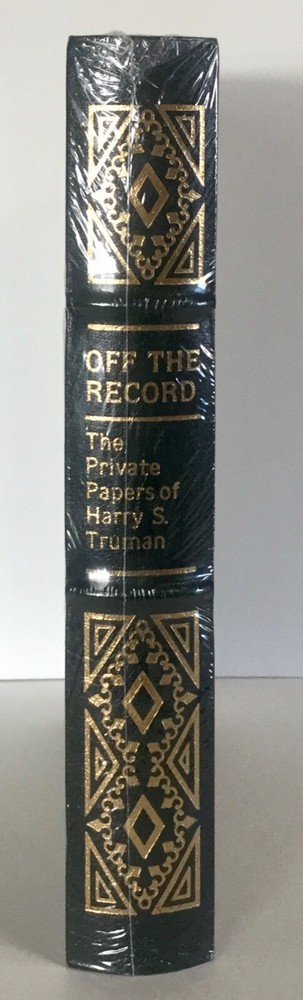 OFF THE
RECORD
The
Private
Papers of
Harry S.
Truman